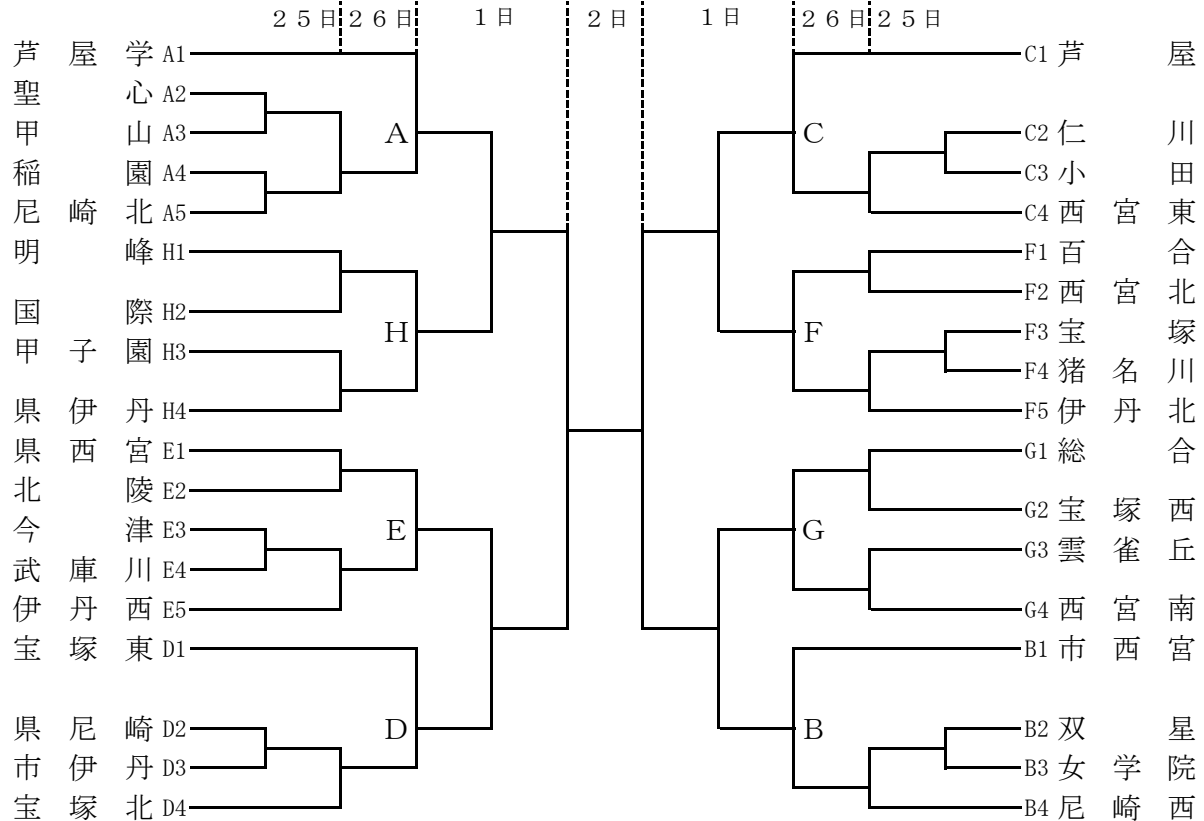 ２５日 ２６日 １日 ２日 １日 ２６日 ２５日
芦屋学 A1
聖心 A2
甲山 A3
A
稲園 A4
尼崎北 A5
明峰 H1
国際 H2
H
甲子園 H3
県伊丹 H4
県西宮 E1
北陵 E2
今津 E3
E
武庫川 E4
伊丹西 E5
宝塚東 D1
県尼崎 D2
D
市伊丹 D3
宝塚北 D4
C1 芦屋
C
C2 仁川
C3 小田
C4 西宮東
F1 百合
F2 西宮北
F
F3 宝塚
F4 猪名川
F5 伊丹北
G1 総合
G2 宝塚西
G
G3 雲雀丘
G4 西宮南
B1 市西宮
B
B2 双星
B3 女学院
B4 尼崎西